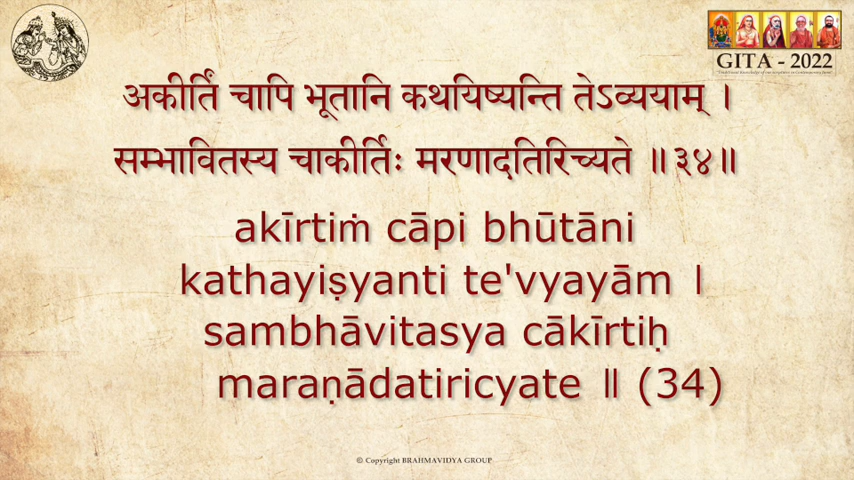 GITA - 2022
अकीर्तिं चापि भूतानि कथयिष्यन्ति तेऽव्ययाम् ।
सम्भावितस्य चाकीर्तिः मरणादतिरिच्यते ॥३४॥
akīrtiṁ cāpi bhūtāni
kathayiṣyanti te'vyayām ।
sambhāvitasya cākīrtiḥ
maraṇādatiricyate ॥ (34)
© Copyright BRAHMAVIDYA GROUP